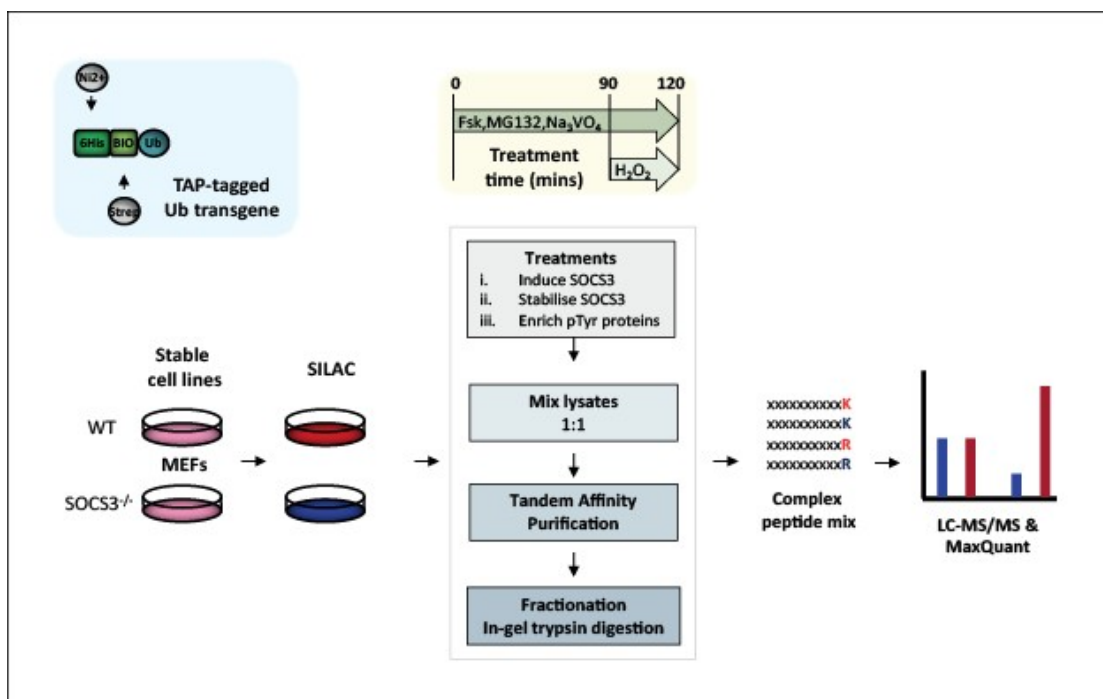 Ni2+
6His BIO Ub
Strep
TAP-tagged
Ub transgene
0 90 120
Fsk,MG132,Na3VO4
Treatment
time (mins)
H2O2
Treatments
i. Induce SOCS3
ii. Stabilise SOCS3
iii. Enrich pTyr proteins
Stable
cell lines
WT
MEFs
SOCS3-/-
SILAC
Mix lysates
1:1
Tandem Affinity
Purification
Fractionation
In-gel trypsin digestion
xxxxxxxxxxK
xxxxxxxxxxK
xxxxxxxxxxR
xxxxxxxxxxR
Complex
peptide mix
LC-MS/MS &
MaxQuant